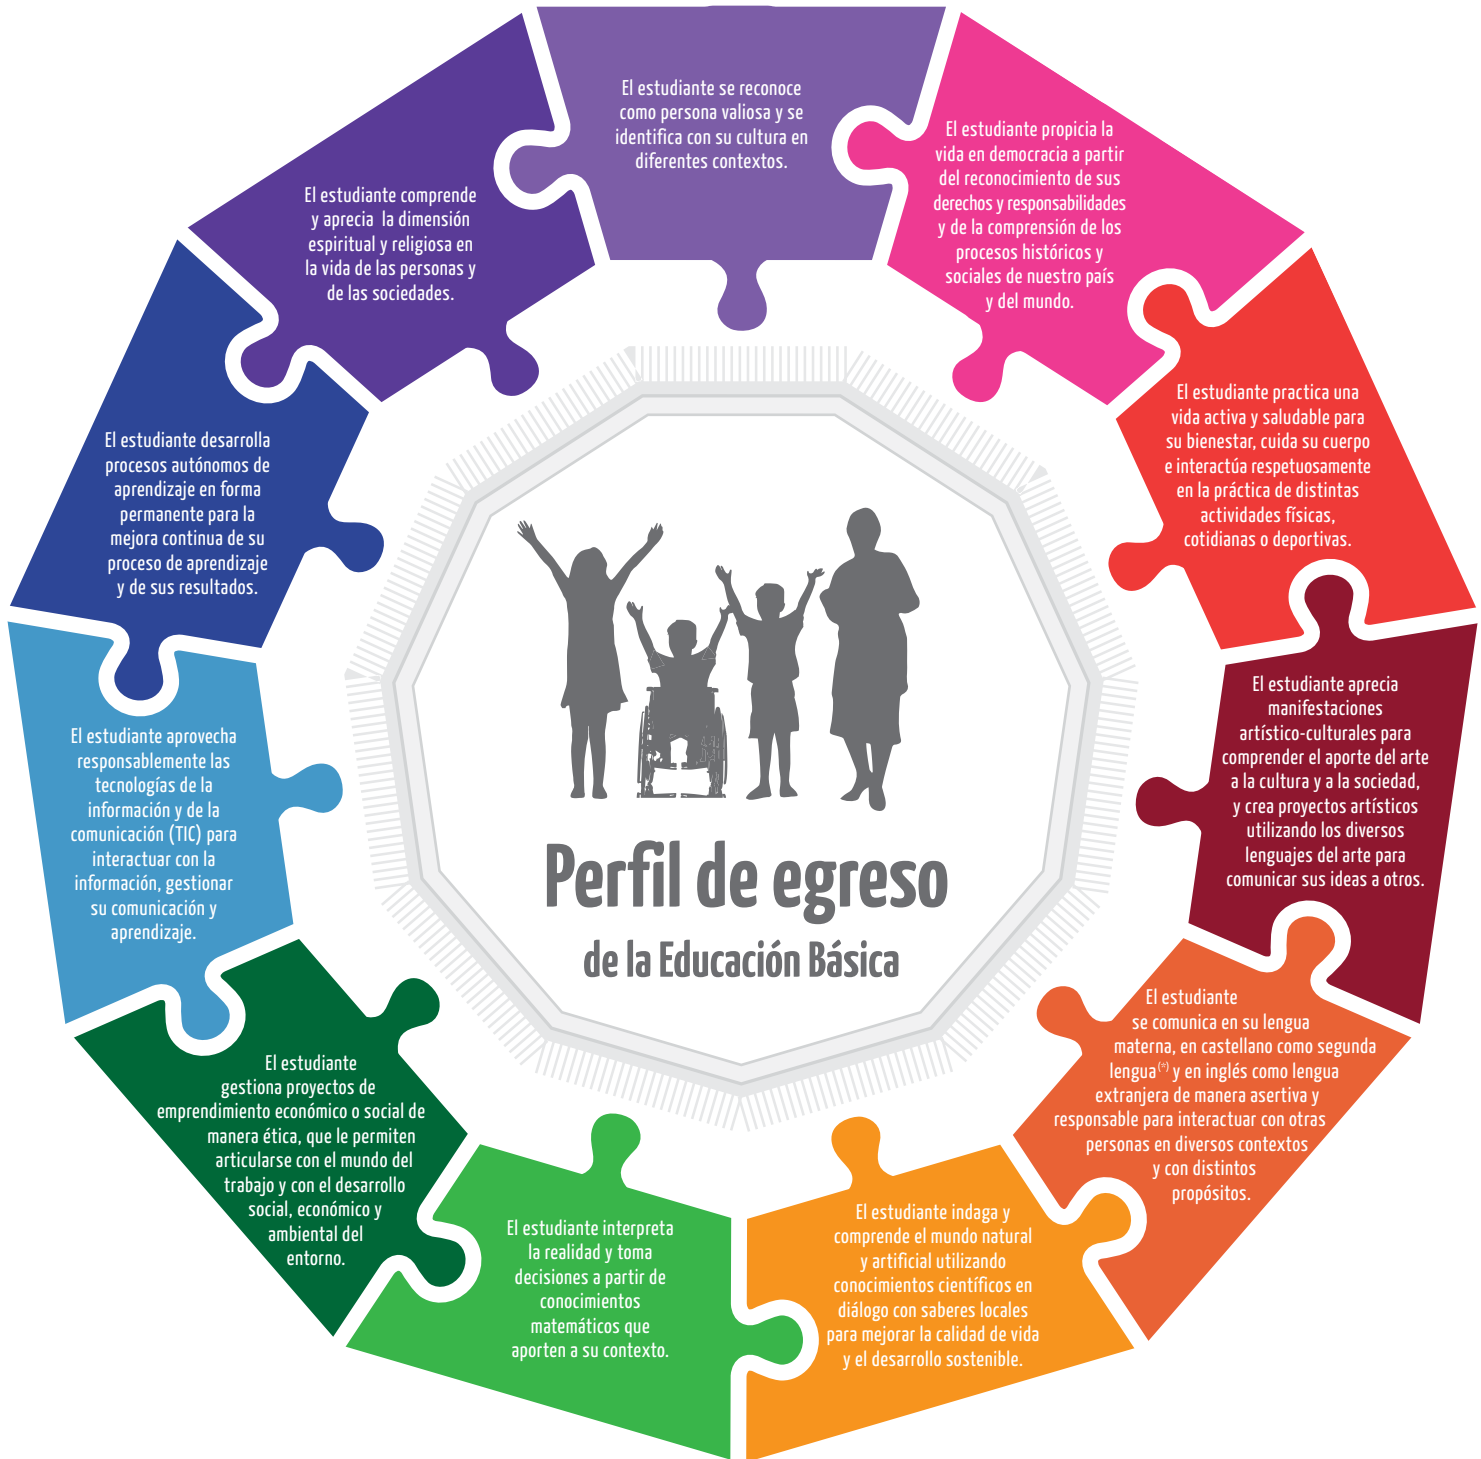 El estudiante se reconoce
como persona valiosa y se
identifica con su cultura en
diferentes contextos.
El estudiante propicia la
vida en democracia a partir
del reconocimiento de sus
derechos y responsabilidades
y de la comprensión de los
procesos históricos y
sociales de nuestro país
y del mundo.
El estudiante practica una
vida activa y saludable para
su bienestar, cuida su cuerpo
e interactúa respetuosamente
en la práctica de distintas
actividades físicas,
cotidianas o deportivas.
El estudiante aprecia
manifestaciones
artístico-culturales para
comprender el aporte del arte
a la cultura y a la sociedad,
y crea proyectos artísticos
utilizando los diversos
lenguajes del arte para
comunicar sus ideas a otros.
El estudiante
se comunica en su lengua
materna, en castellano como segunda
lengua(*) y en inglés como lengua
extranjera de manera asertiva y
responsable para interactuar con otras
personas en diversos contextos
y con distintos
propósitos.
El estudiante indaga y
comprende el mundo natural
y artificial utilizando
conocimientos científicos en
diálogo con saberes locales
para mejorar la calidad de vida
y el desarrollo sostenible.
El estudiante interpreta
la realidad y toma
decisiones a partir de
conocimientos
matemáticos que
aporten a su contexto.
El estudiante
gestiona proyectos de
emprendimiento económico o social de
manera ética, que le permiten
articularse con el mundo del
trabajo y con el desarrollo
social, económico y
ambiental del
entorno.
El estudiante aprovecha
responsablemente las
tecnologías de la
información y de la
comunicación (TIC) para
interactuar con la
información, gestionar
su comunicación y
aprendizaje.
El estudiante desarrolla
procesos autónomos de
aprendizaje en forma
permanente para la
mejora continua de su
proceso de aprendizaje
y de sus resultados.
El estudiante comprende
y aprecia la dimensión
espiritual y religiosa en
la vida de las personas y
de las sociedades.
Perfil de egreso
de la Educación Básica